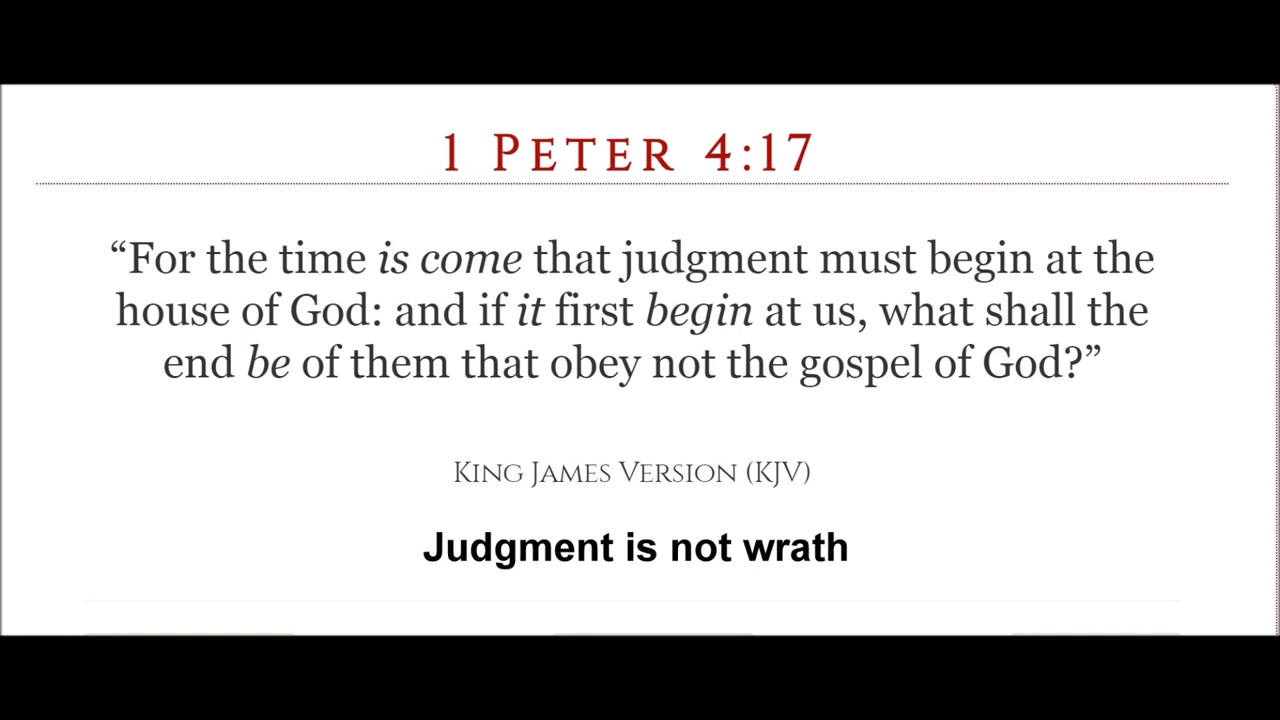 1 Peter 4:17
“For the time is come that judgment must begin at the
house of God: and if it first begin at us, what shall the
end be of them that obey not the gospel of God?”
King James Version (KJV)
Judgment is not wrath